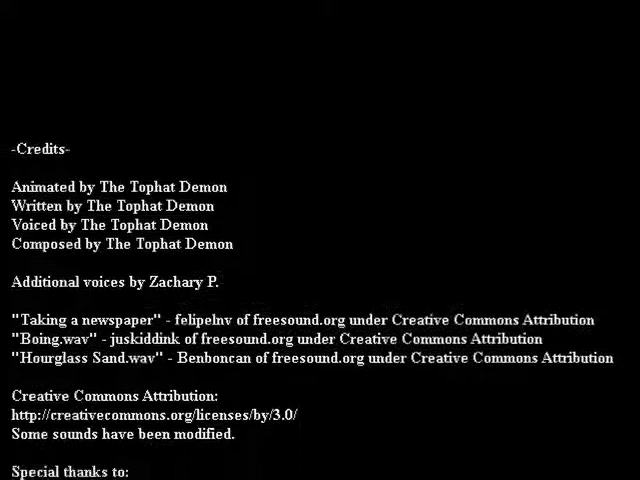 -Credits-
Animated by The Tophat Demon
Written by The Tophat Demon
Voiced by The Tophat Demon
Composed by The Tophat Demon
Additional voices by Zachary P.
"Taking a newspaper" - felipelnv of freesound.org under Creative Commons Attribution
"Boing.wav" - juskiddink of freesound.org under Creative Commons Attribution
"Hourglass Sand.wav" - Benboncan of freesound.org under Creative Commons Attribution
Creative Commons Attribution:
http://creativecommons.org/licenses/by/3.0/
Some sounds have been modified.
Special thanks to: